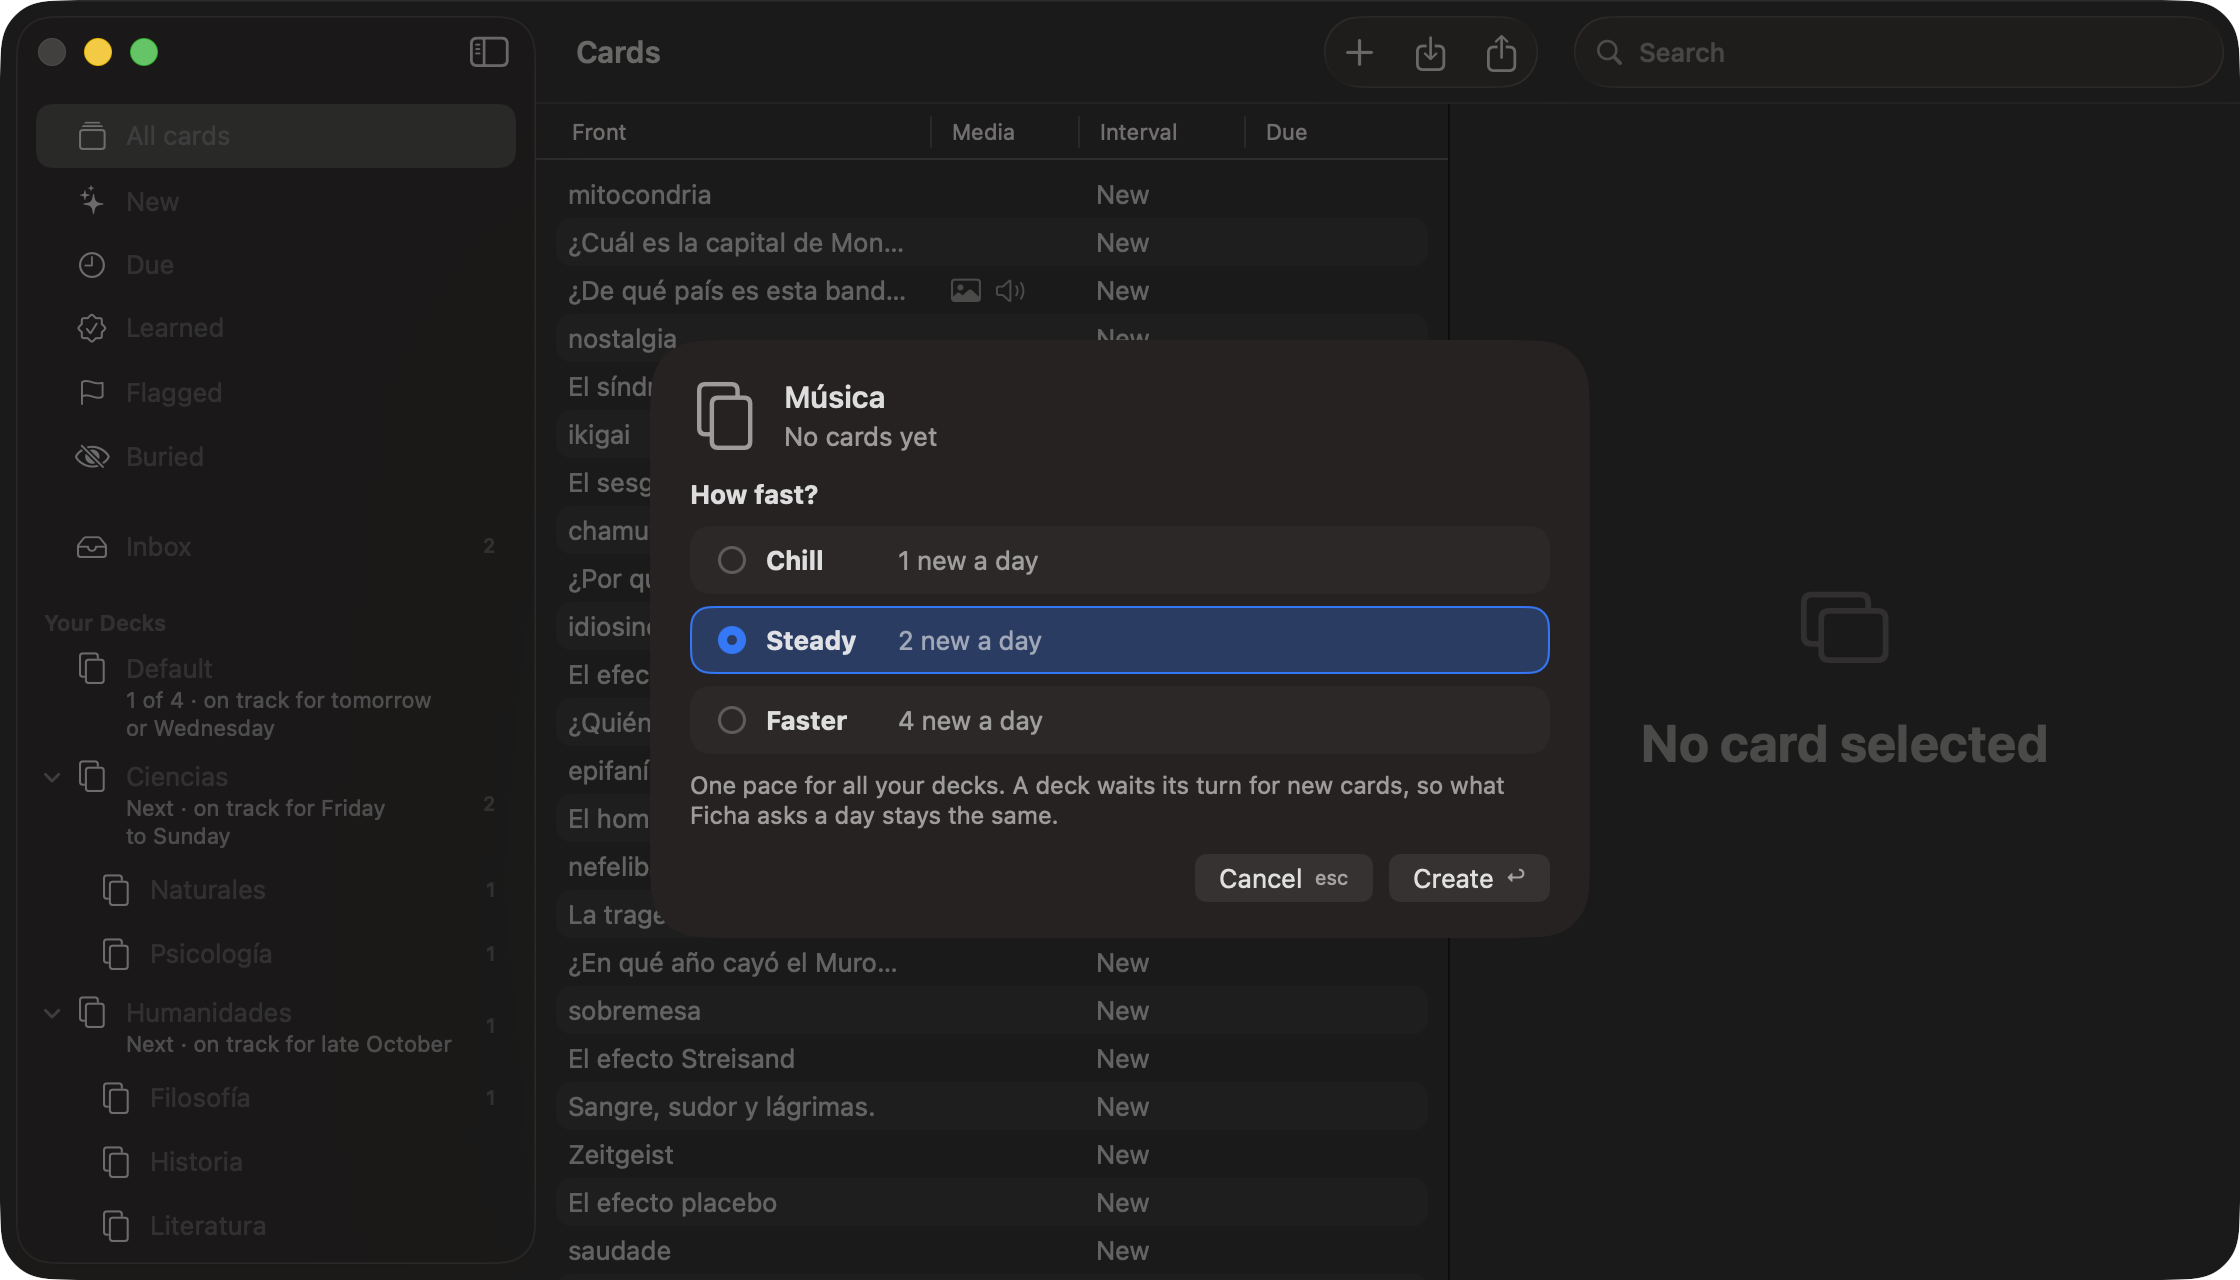 Cards
Search
All cards
New
Due
Learned
Flagged
Buried
Inbox 2
Your Decks
Default
1 of 4 · on track for tomorrow
or Wednesday
Ciencias
Next · on track for Friday
to Sunday
2
Naturales 1
Psicología 1
Humanidades
Next · on track for late October
1
Filosofía 1
Historia
Literatura
Front Media Interval Due
mitocondria New
¿Cuál es la capital de Mon... New
¿De qué país es esta band... New
nostalgia New
El
ikigai
El
El
El
La
¿En qué año cayó el Muro... New
sobremesa New
El efecto Streisand New
Sangre, sudor y lágrimas. New
Zeitgeist New
El efecto placebo New
saudade New
Música
No cards yet
How fast?
Chill 1 new a day
Steady 2 new a day
Faster 4 new a day
One pace for all your decks. A deck waits its turn for new cards, so what
Ficha asks a day stays the same.
Cancel esc
Create ↩
No card selected